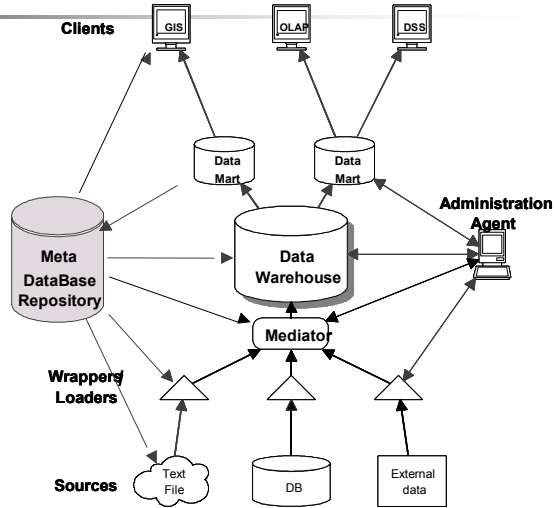 Clients
GIS
OLAP
DSS
Data
Mart
Data
Mart
Administration
Agent
Meta
DataBase
Repository
Data
Warehouse
Mediator
Wrappers/
Loaders
Sources
Text
File
DB
External
data